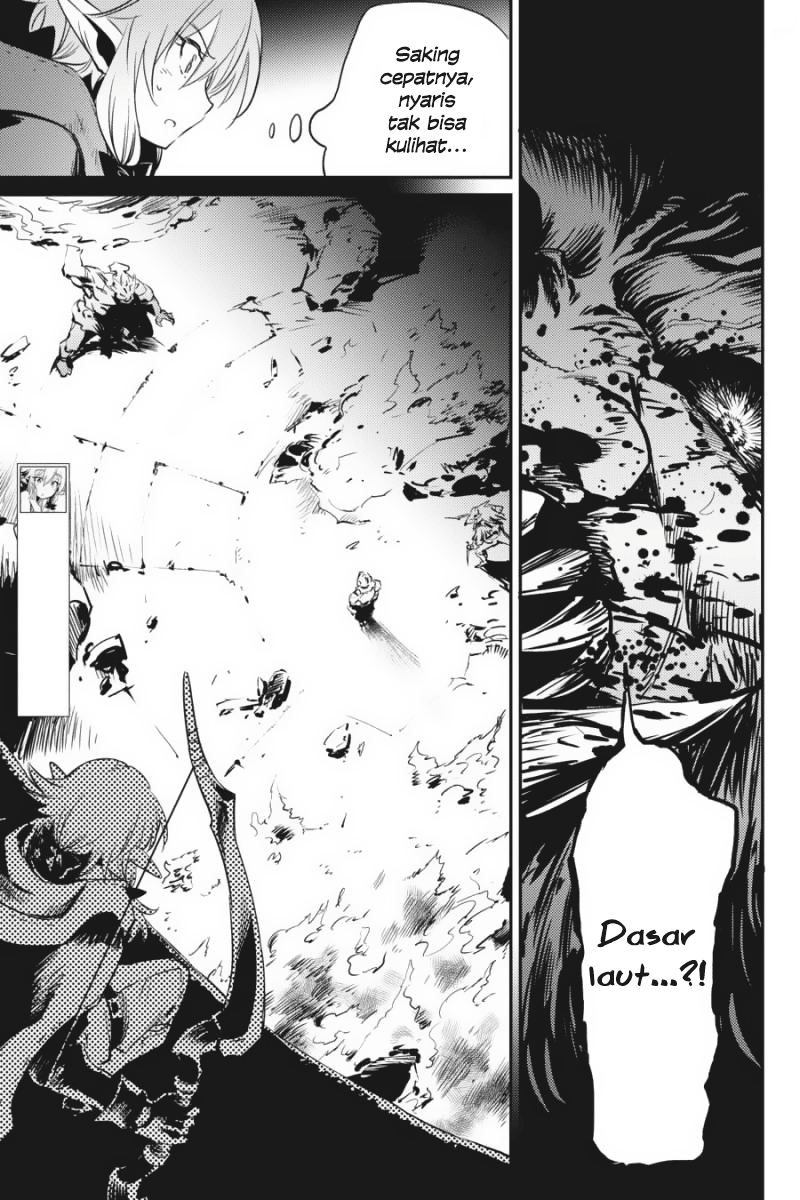 Dasar
laut...?!
Saking
cepatnya,
nyaris
tak bisa
kulihat...